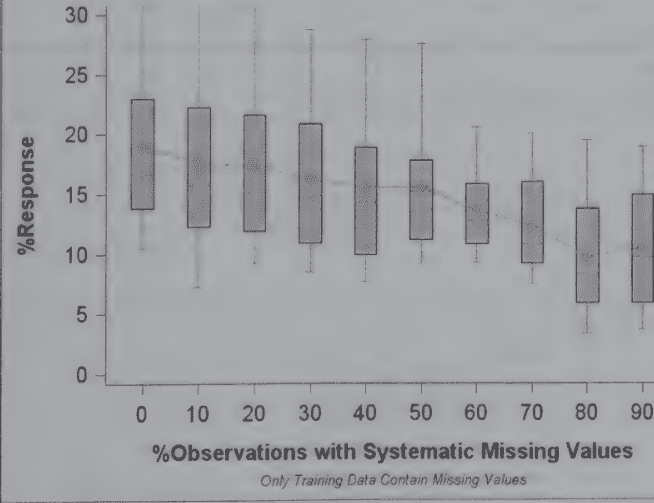 30
25
20
15
10
5
0
%Response
0 10 20 30 40 50 60 70 80 90
%Observations with Systematic Missing Values
Only Training Data Contain Missing Values